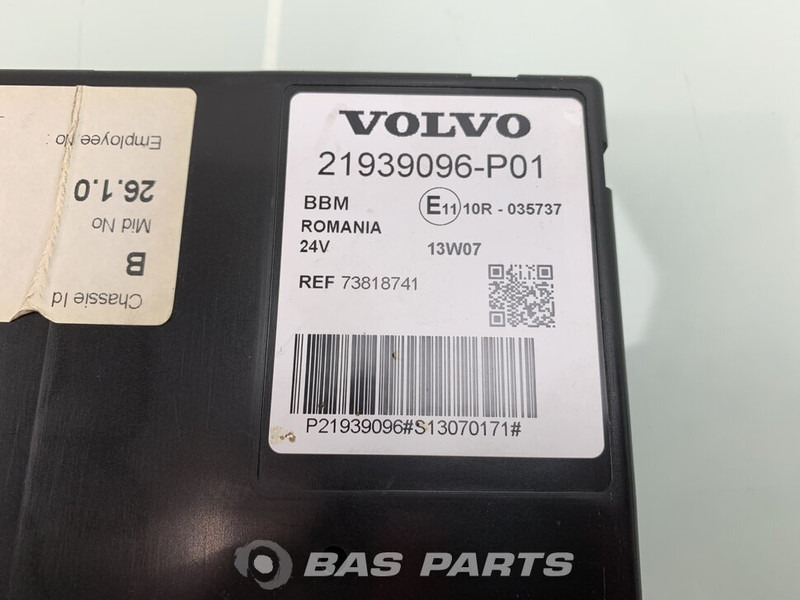 VOLVO
21939096-P01
BBM
E11 10R - 035737
ROMANIA
24V
13W07
REF 73818741
P21939096#S13070171#
Chassie Id
B
Mid No
26.1.0
Employee No :
BAS PARTS